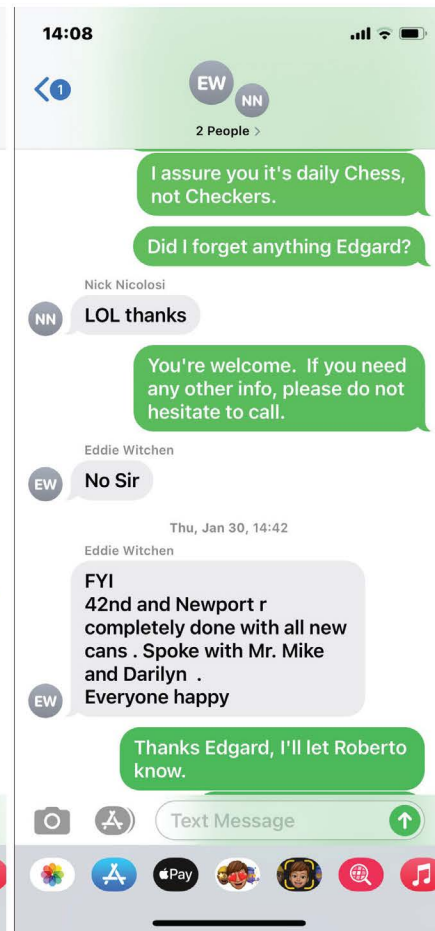 14:08
1
EW
NN
2 People >
I assure you it's daily Chess,
not Checkers.
Did I forget anything Edgard?
Nick Nicolosi
NN
LOL thanks
You're welcome.  If you need
any other info, please do not
hesitate to call.
Eddie Witchen
EW
No Sir
Thu, Jan 30, 14:42
Eddie Witchen
FYI
42nd and Newport r
completely done with all new
cans . Spoke with Mr. Mike
and Darilyn  .
Everyone happy
EW
Thanks Edgard, I'll let Roberto
know.
Text Message
Pay